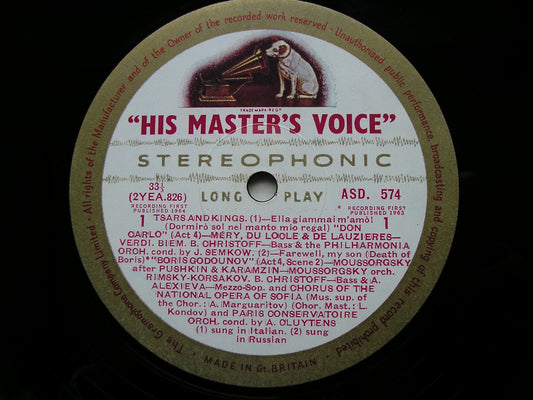 The Gramophone Company Limited · All rights of the Manufacturer and of the Owner of the recorded work reserved · Unauthorised public performance, broadcasting and copying of this record prohibited
TRADE MARK REGD
"HIS MASTER'S VOICE"
STEREOPHONIC
33⅓
(2YEA.826)
LONG PLAY
ASD. 574
RECORDING FIRST
PUBLISHED 1964
RECORDING FIRST
PUBLISHED 1963
1
1
TSARS AND KINGS. (1)—Ella giammai m'amò!
(Dormirò sol nel manto mio regal) "DON
CARLO" (Act 4)—MÉRY, DU LOCLE & DE LAUZIERES—
VERDI. BIEM. B. CHRISTOFF—Bass & the PHILHARMONIA
ORCH. cond. by J. SEMKOW. (2)—Farewell, my son (Death of
Boris)*"BORIS GODOUNOV" (Act 4, Scene 2)—MOUSSORGSKY
after PUSHKIN & KARAMZIN—MOUSSORGSKY orch.
RIMSKY-KORSAKOV. B. CHRISTOFF—Bass & A.
ALEXIEVA—Mezzo-Sop. and CHORUS OF THE
NATIONAL OPERA OF SOFIA (Mus. sup. of
the Chor.: A. Marguaritov) (Chor. Mast.: L.
Kondov) and PARIS CONSERVATOIRE
ORCH. cond. by A. CLUYTENS
(1) sung in Italian. (2) sung
in Russian
MADE IN Gt. BRITAIN